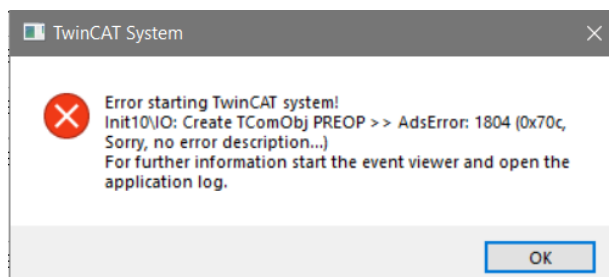 TwinCAT System
Error starting TwinCAT system!
Init10\IO: Create TComObj PREOP >> AdsError: 1804 (0x70c,
Sorry, no error description...)
For further information start the event viewer and open the
application log.
OK